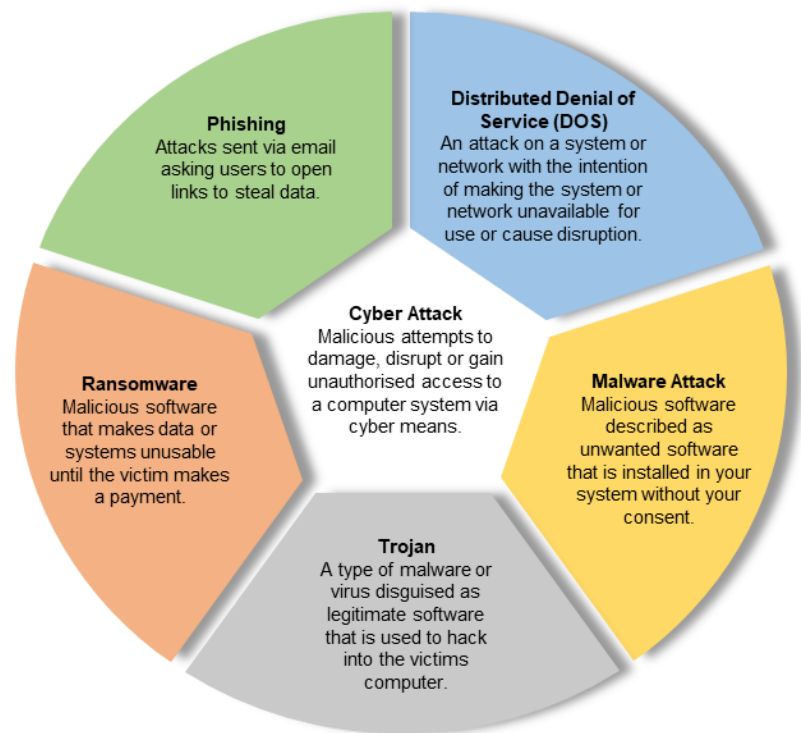 Phishing
Attacks sent via email
asking users to open
links to steal data.
Distributed Denial of
Service (DOS)
An attack on a system or
network with the intention
of making the system or
network unavailable for
use or cause disruption.
Cyber Attack
Malicious attempts to
damage, disrupt or gain
unauthorised access to
a computer system via
cyber means.
Ransomware
Malicious software
that makes data or
systems unusable
until the victim makes
a payment.
Malware Attack
Malicious software
described as
unwanted software
that is installed in your
system without your
consent.
Trojan
A type of malware or
virus disguised as
legitimate software
that is used to hack
into the victims
computer.